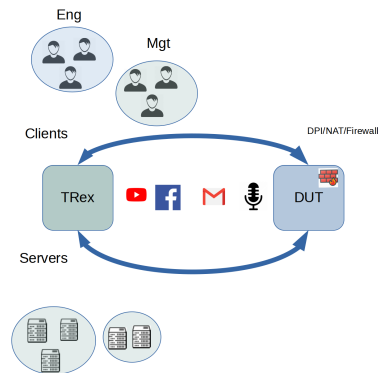 Eng
Mgt
Clients
DPI/NAT/Firewall
TRex
DUT
Servers